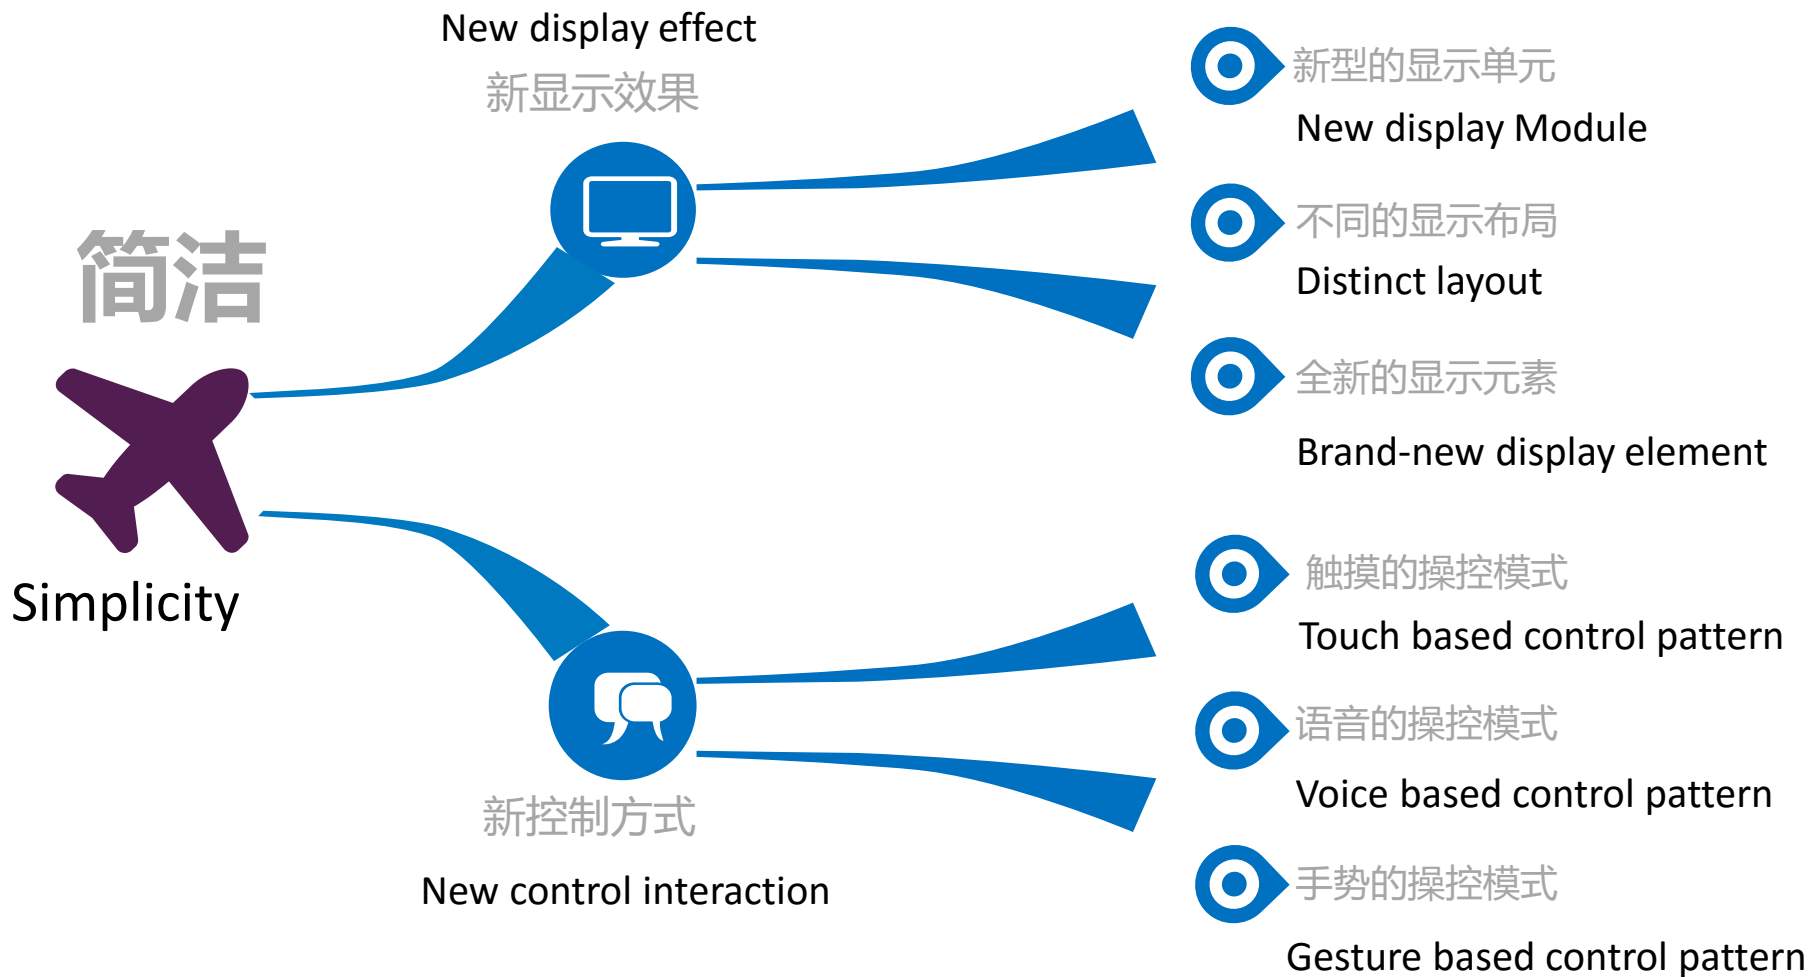 New display effect
新显示效果
简洁
Simplicity
新控制方式
New control interaction
新型的显示单元
New display Module
不同的显示布局
Distinct layout
全新的显示元素
Brand-new display element
触摸的操控模式
Touch based control pattern
语音的操控模式
Voice based control pattern
手势的操控模式
Gesture based control pattern